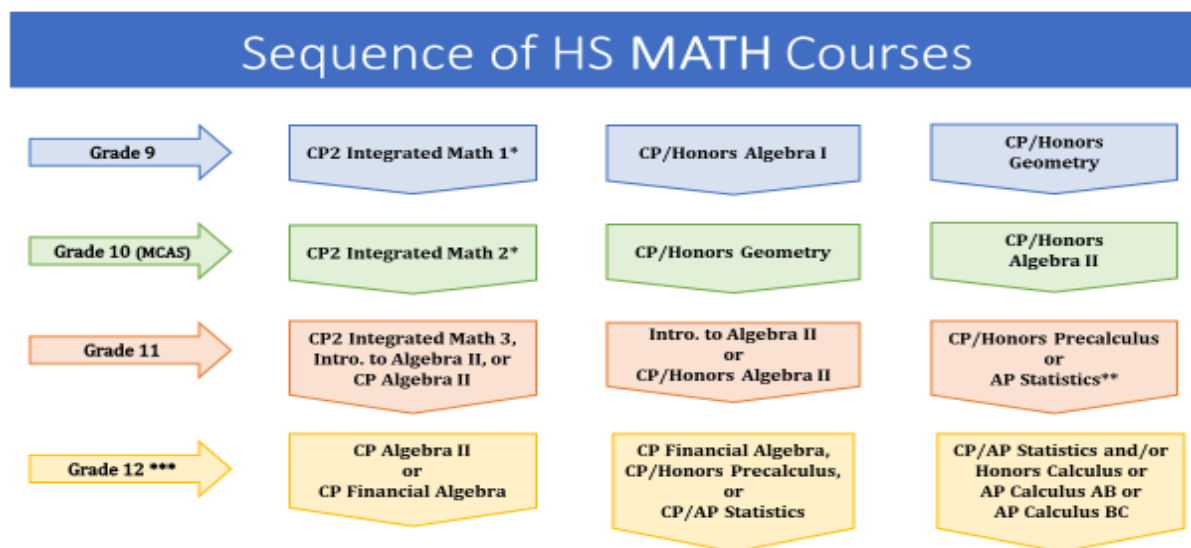 Sequence of HS MATH Courses
Grade 9
CP2 Integrated Math 1*
CP/Honors Algebra I
CP/Honors
Geometry
Grade 10 (MCAS)
CP2 Integrated Math 2*
CP/Honors Geometry
CP/Honors
Algebra II
Grade 11
CP2 Integrated Math 3,
Intro. to Algebra II, or
CP Algebra II
Intro. to Algebra II
or
CP/Honors Algebra II
CP/Honors Precalculus
or
AP Statistics**
Grade 12 ***
CP Algebra II
or
CP Financial Algebra
CP Financial Algebra,
CP/Honors Precalculus,
or
CP/AP Statistics
CP/AP Statistics and/or
Honors Calculus or
AP Calculus AB or
AP Calculus BC